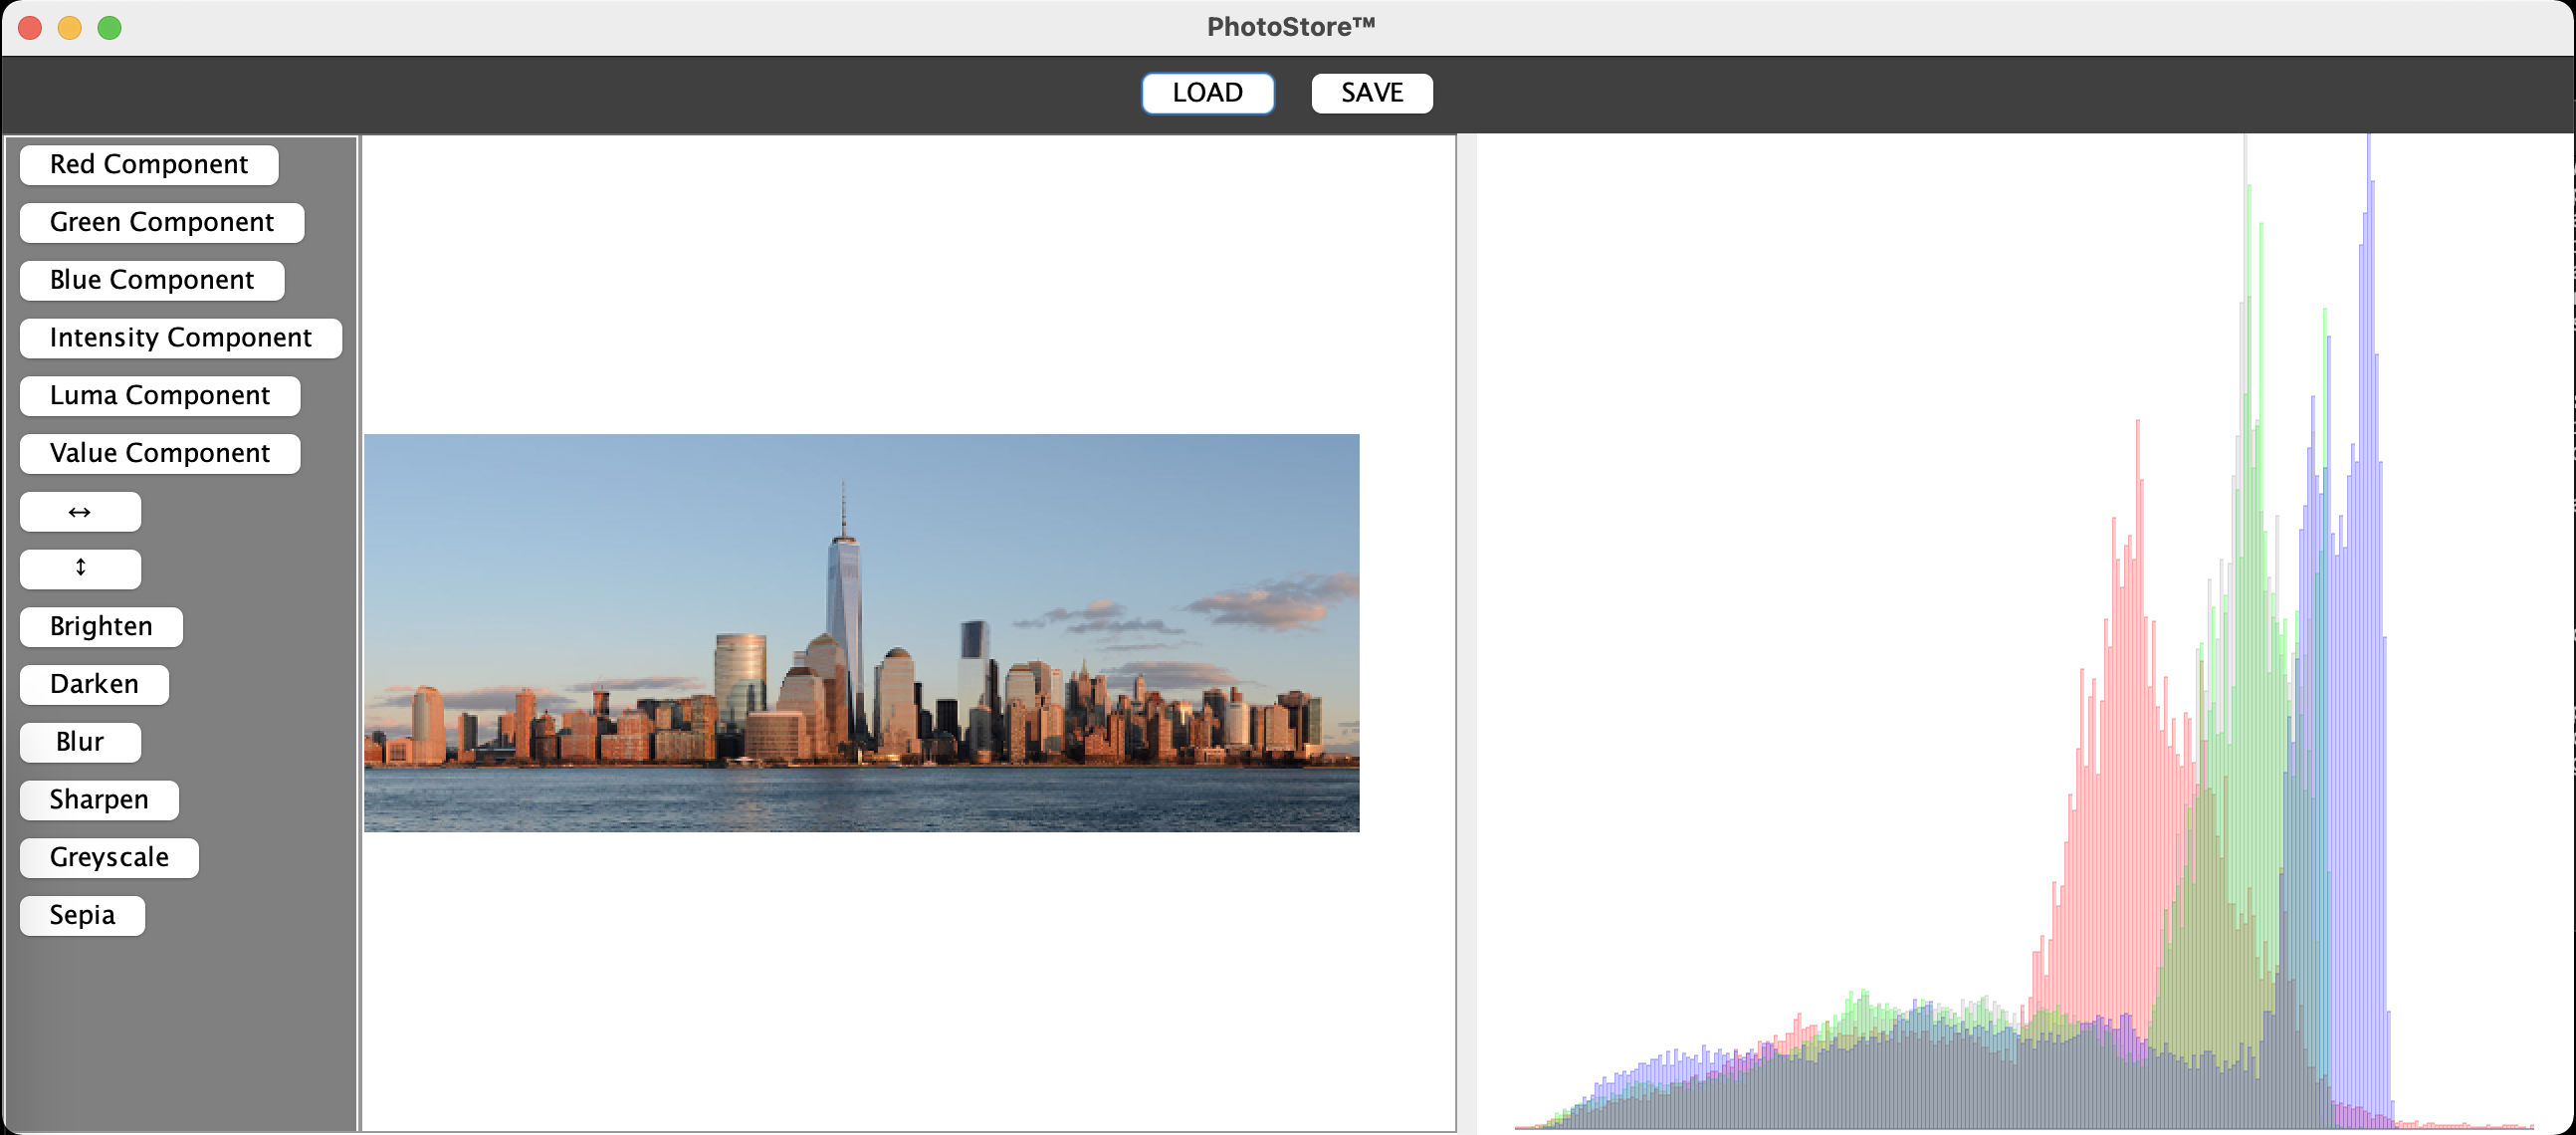 PhotoStore™
LOAD SAVE
Red Component
Green Component
Blue Component
Intensity Component
Luma Component
Value Component
↔
↕
Brighten
Darken
Blur
Sharpen
Greyscale
Sepia